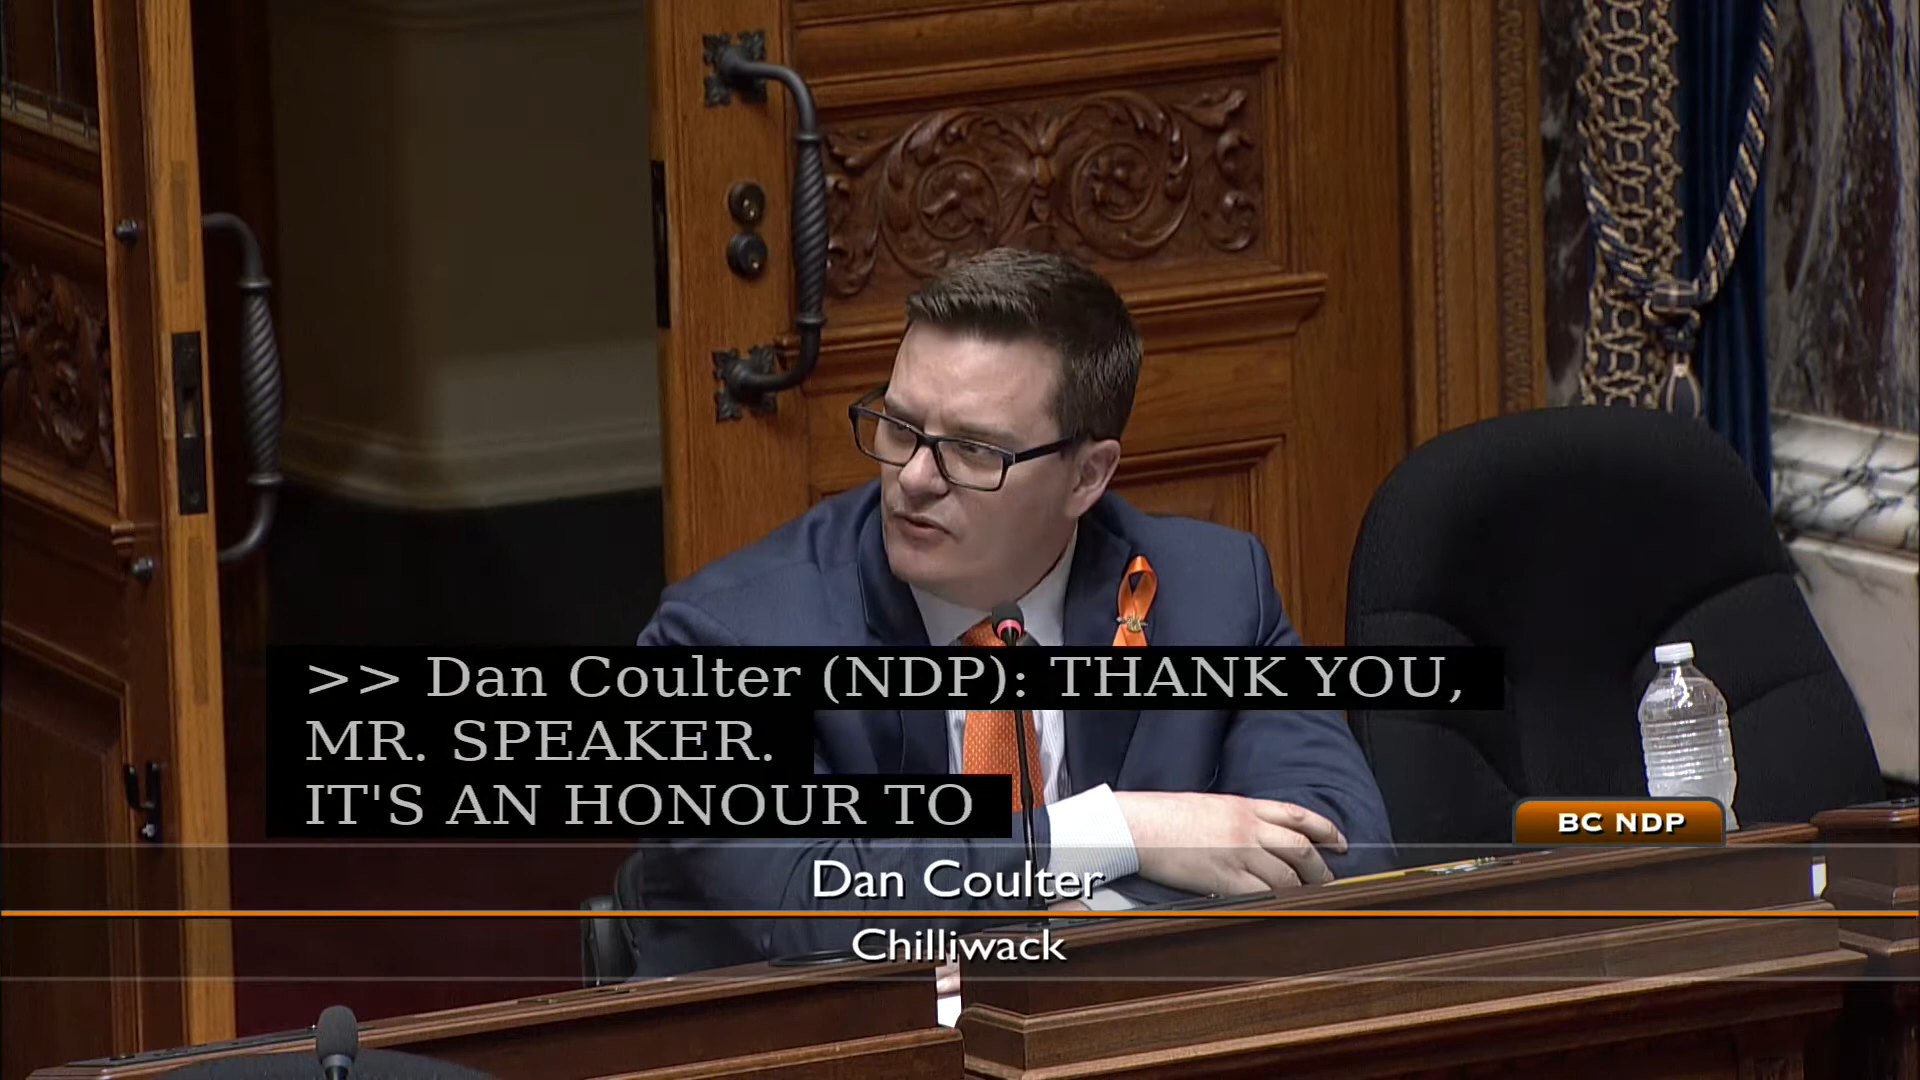 >> Dan Coulter (NDP): THANK YOU,
MR. SPEAKER.
IT'S AN HONOUR TO
BC NDP
Dan Coulter
Chilliwack